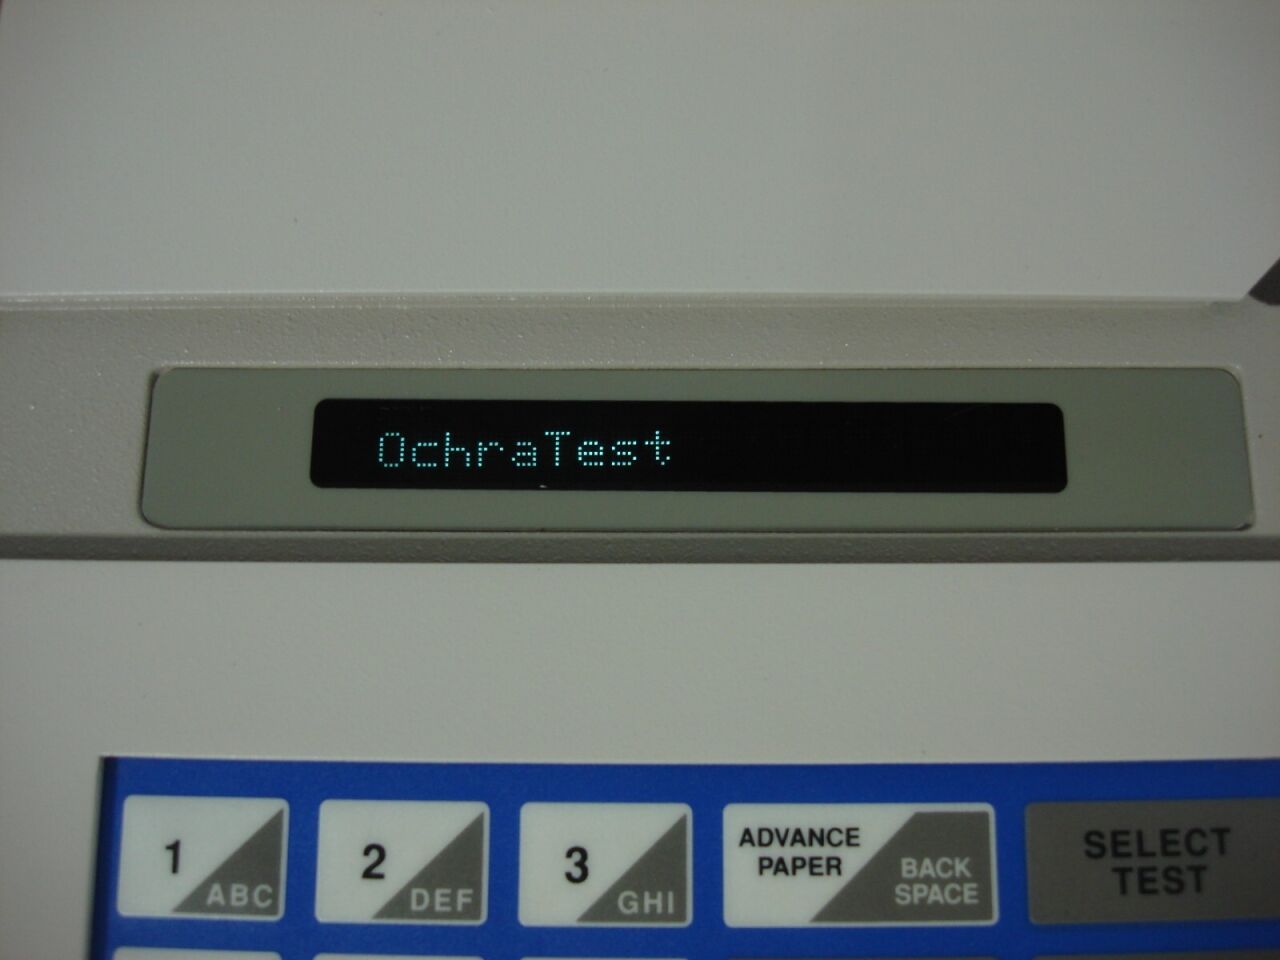 OchraTest
1 ABC
2 DEF
3 GHI
ADVANCE
PAPER
BACK
SPACE
SELECT
TEST